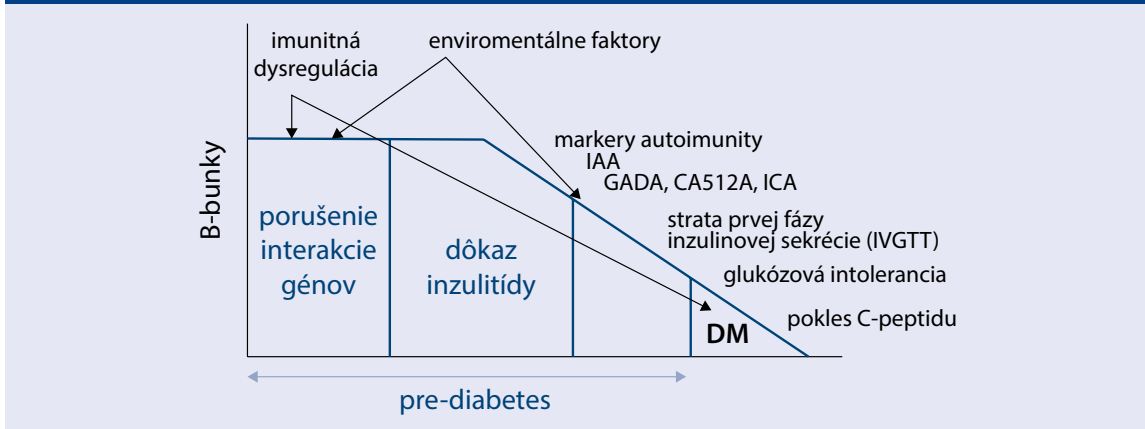 imunitná
dysregulácia
enviromentálne faktory
markery autoimunity
IAA
GADA, CA512A, ICA
strata prvej fázy
inzulinovej sekrécie (IVGTT)
glukózová intolerancia
pokles C-peptidu
B-bunky
porušenie
interakcie
génov
dôkaz
inzulitídy
DM
pre-diabetes